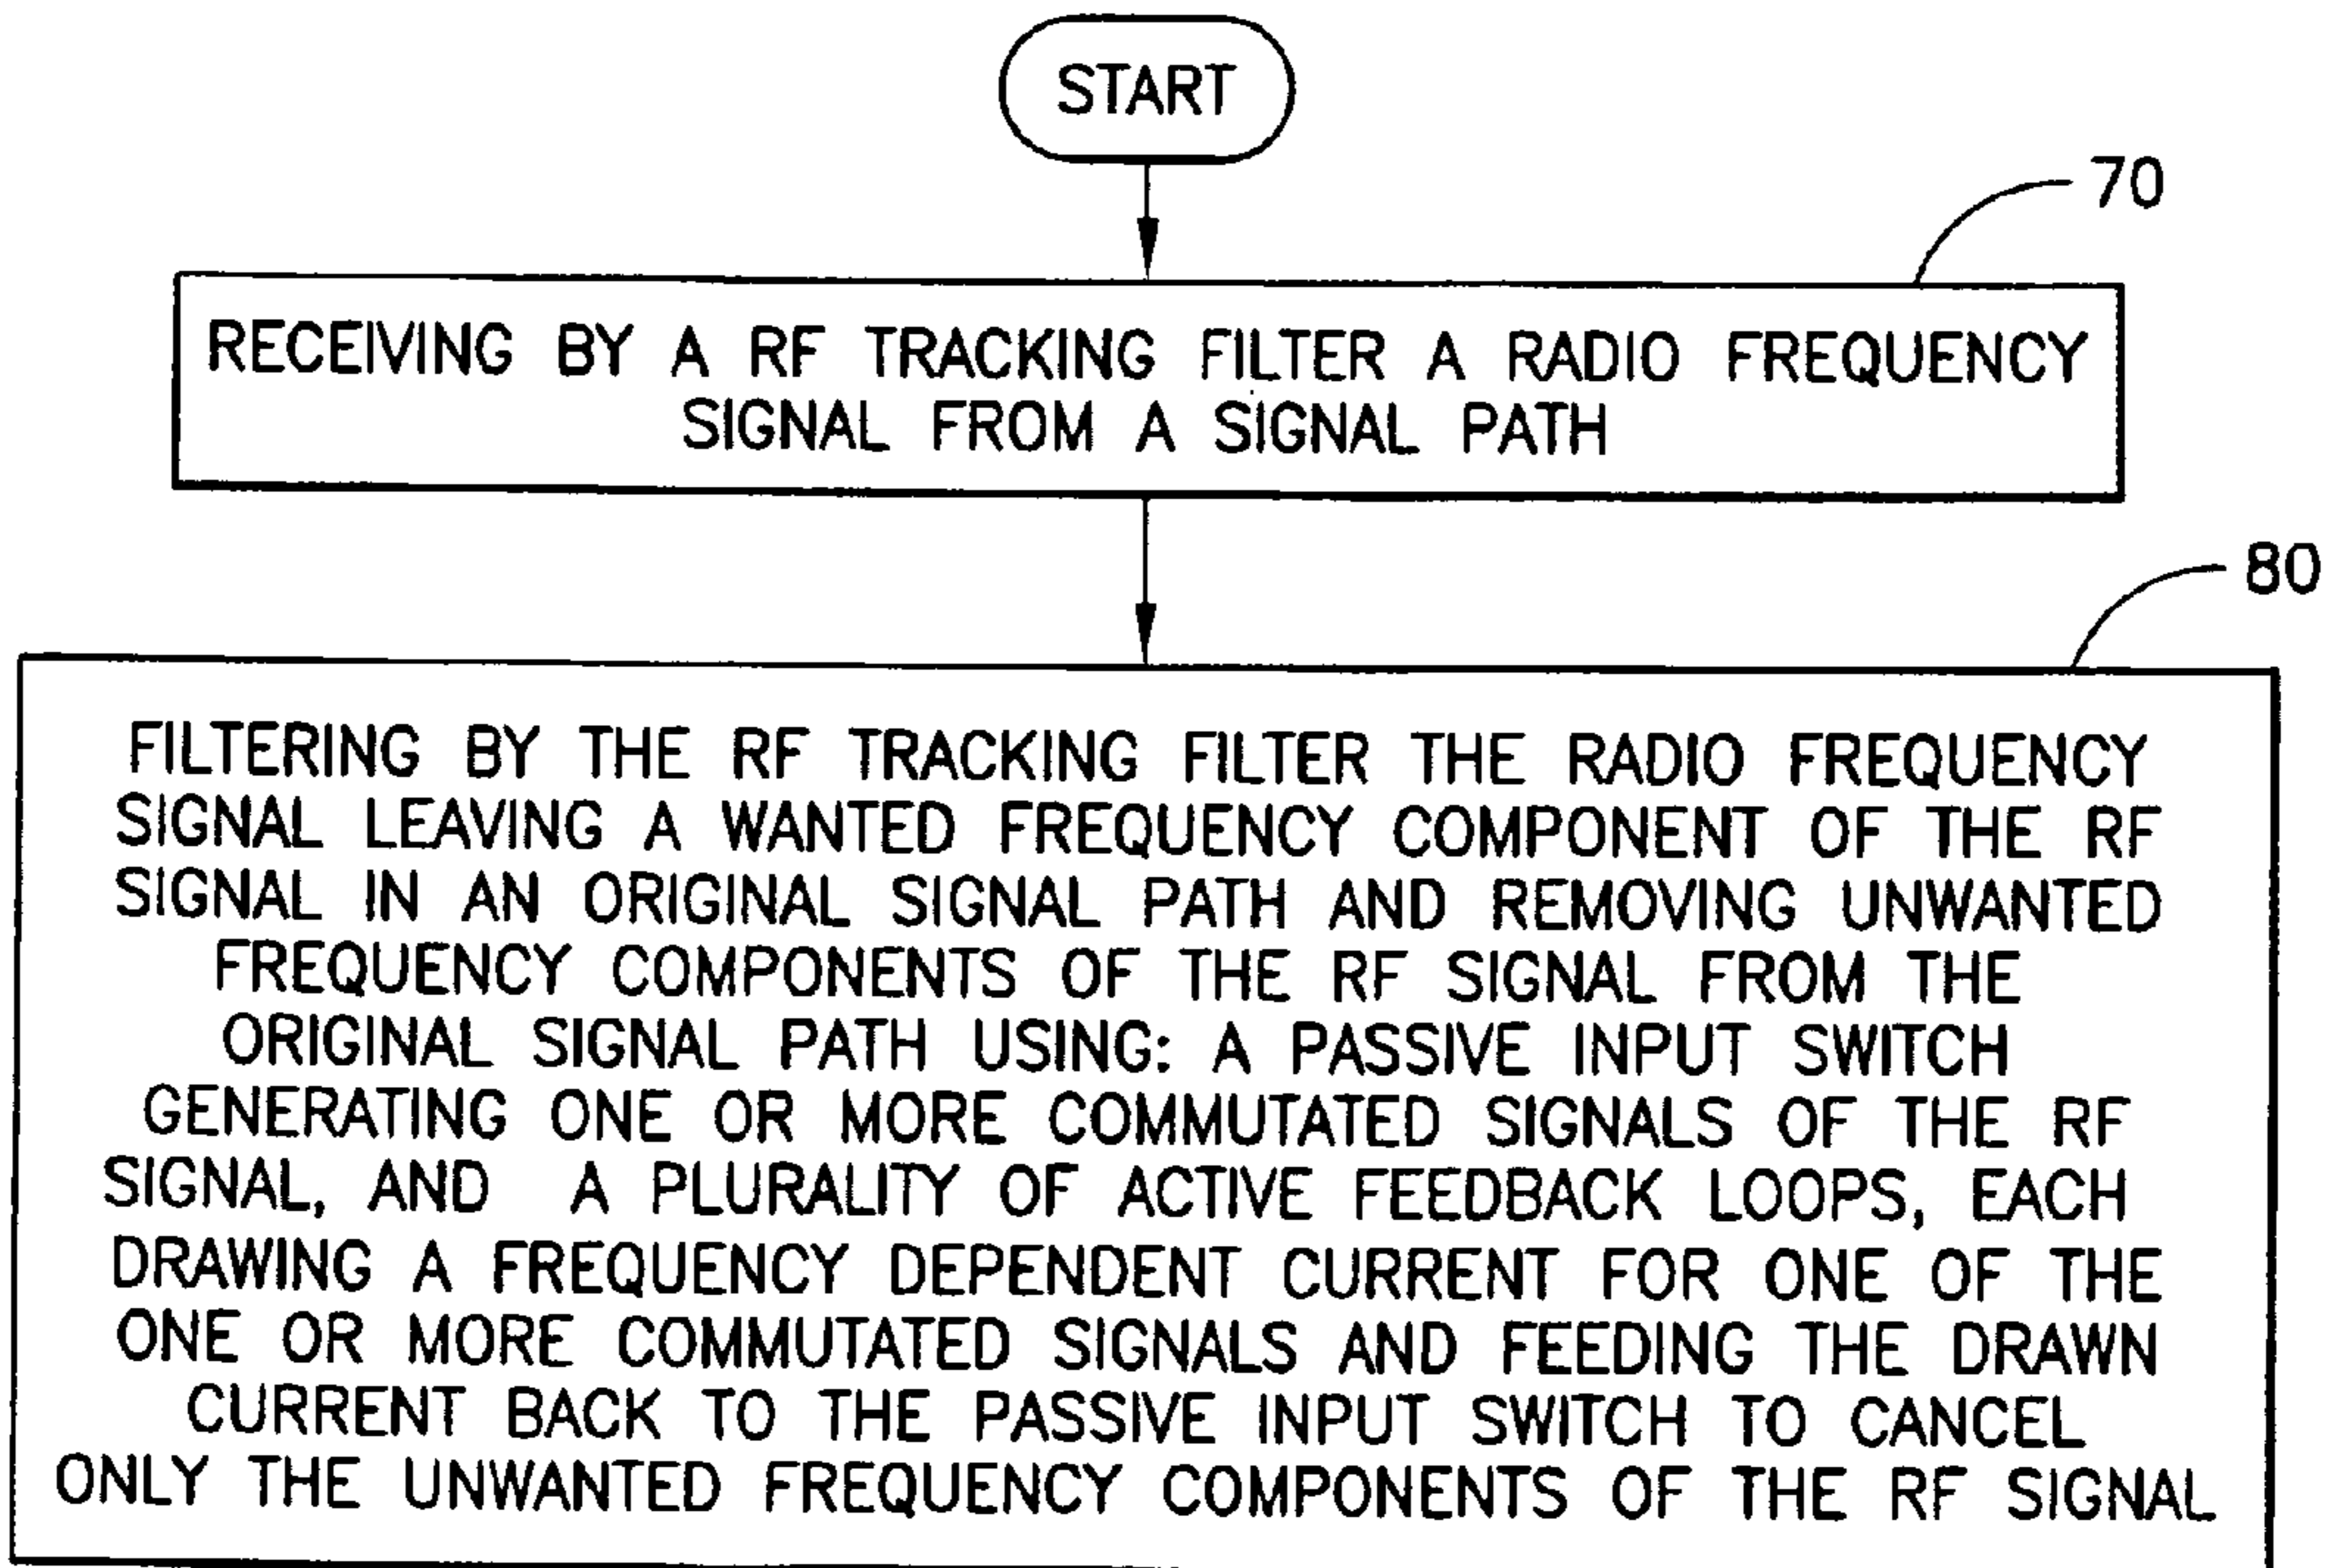 START
70
RECEIVING BY A RF TRACKING FILTER A RADIO FREQUENCY
SIGNAL FROM A SIGNAL PATH
80
FILTERING BY THE RF TRACKING FILTER THE RADIO FREQUENCY
SIGNAL LEAVING A WANTED FREQUENCY COMPONENT OF THE RF
SIGNAL IN AN ORIGINAL SIGNAL PATH AND REMOVING UNWANTED
FREQUENCY COMPONENTS OF THE RF SIGNAL FROM THE
ORIGINAL SIGNAL PATH USING: A PASSIVE INPUT SWITCH
GENERATING ONE OR MORE COMMUTATED SIGNALS OF THE RF
SIGNAL, AND A PLURALITY OF ACTIVE FEEDBACK LOOPS, EACH
DRAWING A FREQUENCY DEPENDENT CURRENT FOR ONE OF THE
ONE OR MORE COMMUTATED SIGNALS AND FEEDING THE DRAWN
CURRENT BACK TO THE PASSIVE INPUT SWITCH TO CANCEL
ONLY THE UNWANTED FREQUENCY COMPONENTS OF THE RF SIGNAL